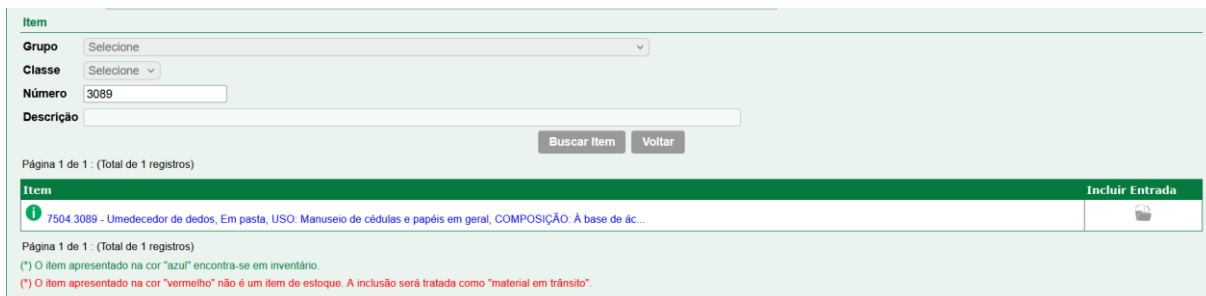 Item
Grupo Selecione
Classe Selecione
Número 3089
Descrição
Buscar Item Voltar
Página 1 de 1 : (Total de 1 registros)
Item Incluir Entrada
7504.3089 - Umedecedor de dedos, Em pasta, USO: Manuseio de cédulas e papéis em geral, COMPOSIÇÃO: À base de ác...
Página 1 de 1 : (Total de 1 registros)
(*) O item apresentado na cor "azul" encontra-se em inventário.
(*) O item apresentado na cor "vermelho" não é um item de estoque. A inclusão será tratada como "material em trânsito".